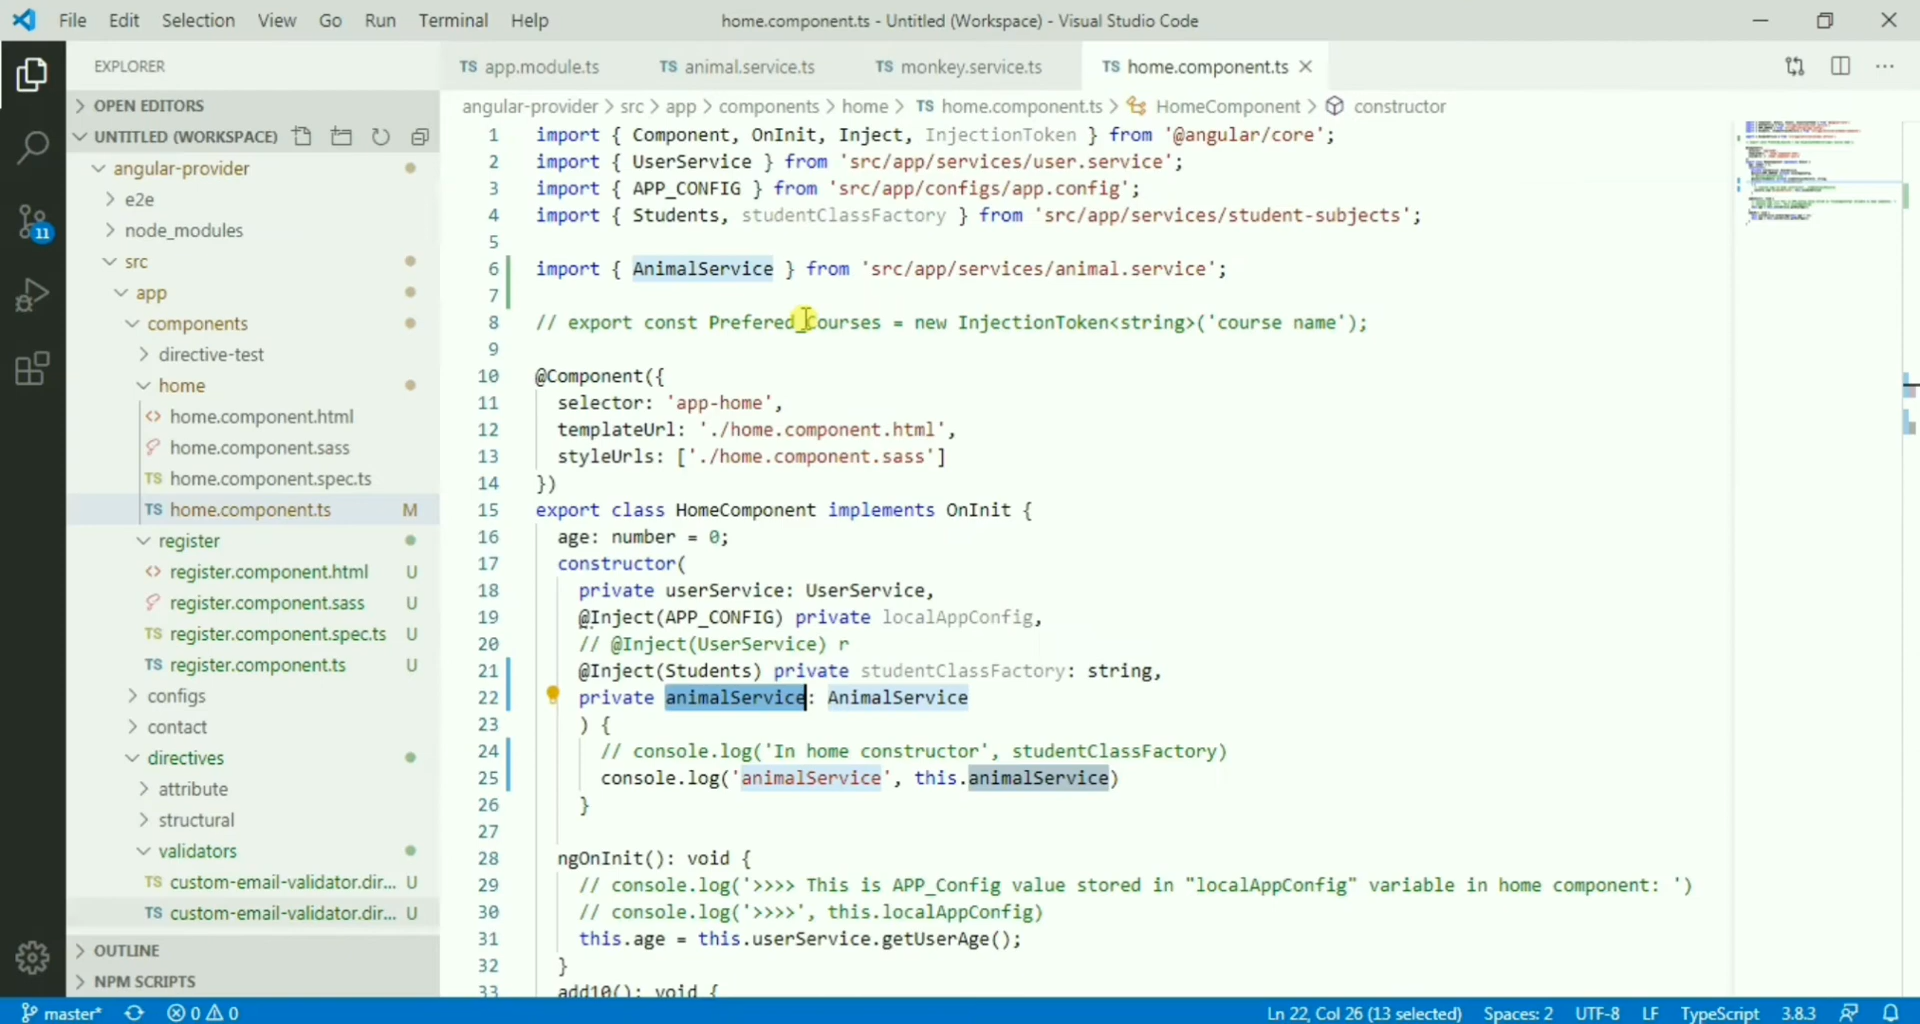 File Edit Selection View Go Run Terminal Help home.component.ts - Untitled (Workspace) - Visual Studio Code
EXPLORER
OPEN EDITORS
UNTITLED (WORKSPACE)
angular-provider
e2e
node_modules
src
app
components
directive-test
home
home.component.html
home.component.sass
home.component.spec.ts
home.component.ts M
register
register.component.html U
register.component.sass U
register.component.spec.ts U
register.component.ts U
configs
contact
directives
attribute
structural
validators
custom-email-validator.dir... U
custom-email-validator.dir... U
OUTLINE
NPM SCRIPTS
11
TS app.module.ts TS animal.service.ts TS monkey.service.ts TS home.component.ts
angular-provider > src > app > components > home > TS home.component.ts > HomeComponent > constructor
1 import { Component, OnInit, Inject, InjectionToken } from '@angular/core';
2 import { UserService } from 'src/app/services/user.service';
3 import { APP_CONFIG } from 'src/app/configs/app.config';
4 import { Students, studentClassFactory } from 'src/app/services/student-subjects';
5
6 import { AnimalService } from 'src/app/services/animal.service';
7
8 // export const Prefered_Courses = new InjectionToken<string>('course name');
9
10 @Component({
11 selector: 'app-home',
12 templateUrl: './home.component.html',
13 styleUrls: ['./home.component.sass']
14 })
15 export class HomeComponent implements OnInit {
16 age: number = 0;
17 constructor(
18 private userService: UserService,
19 @Inject(APP_CONFIG) private localAppConfig,
20 // @Inject(UserService) r
21 @Inject(Students) private studentClassFactory: string,
22 private animalService: AnimalService
23 ) {
24 // console.log('In home constructor', studentClassFactory)
25 console.log('animalService', this.animalService)
26 }
27
28 ngOnInit(): void {
29 // console.log('>>>> This is APP_Config value stored in "localAppConfig" variable in home component: ')
30 // console.log('>>>>', this.localAppConfig)
31 this.age = this.userService.getUserAge();
32 }
33 add10(): void {
master* 0 0 Ln 22, Col 26 (13 selected) Spaces: 2 UTF-8 LF TypeScript 3.8.3